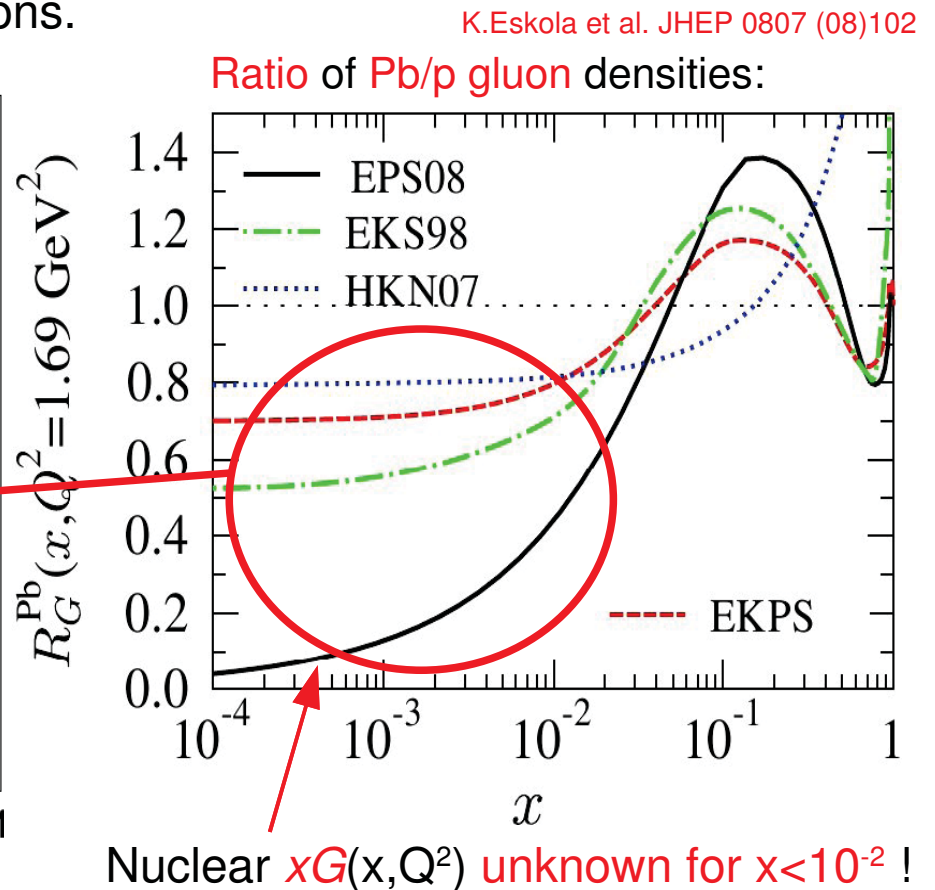 ons.
K.Eskola et al. JHEP 0807 (08)102
Ratio of Pb/p gluon densities:
R_G^Pb(x,Q^2=1.69 GeV^2)
1.4
1.2
1.0
0.8
0.6
0.4
0.2
0.0
EPS08
EKS98
HKN07
EKPS
10^-4
10^-3
10^-2
10^-1
1
x
1
Nuclear xG(x,Q²) unknown for x<10^-2 !